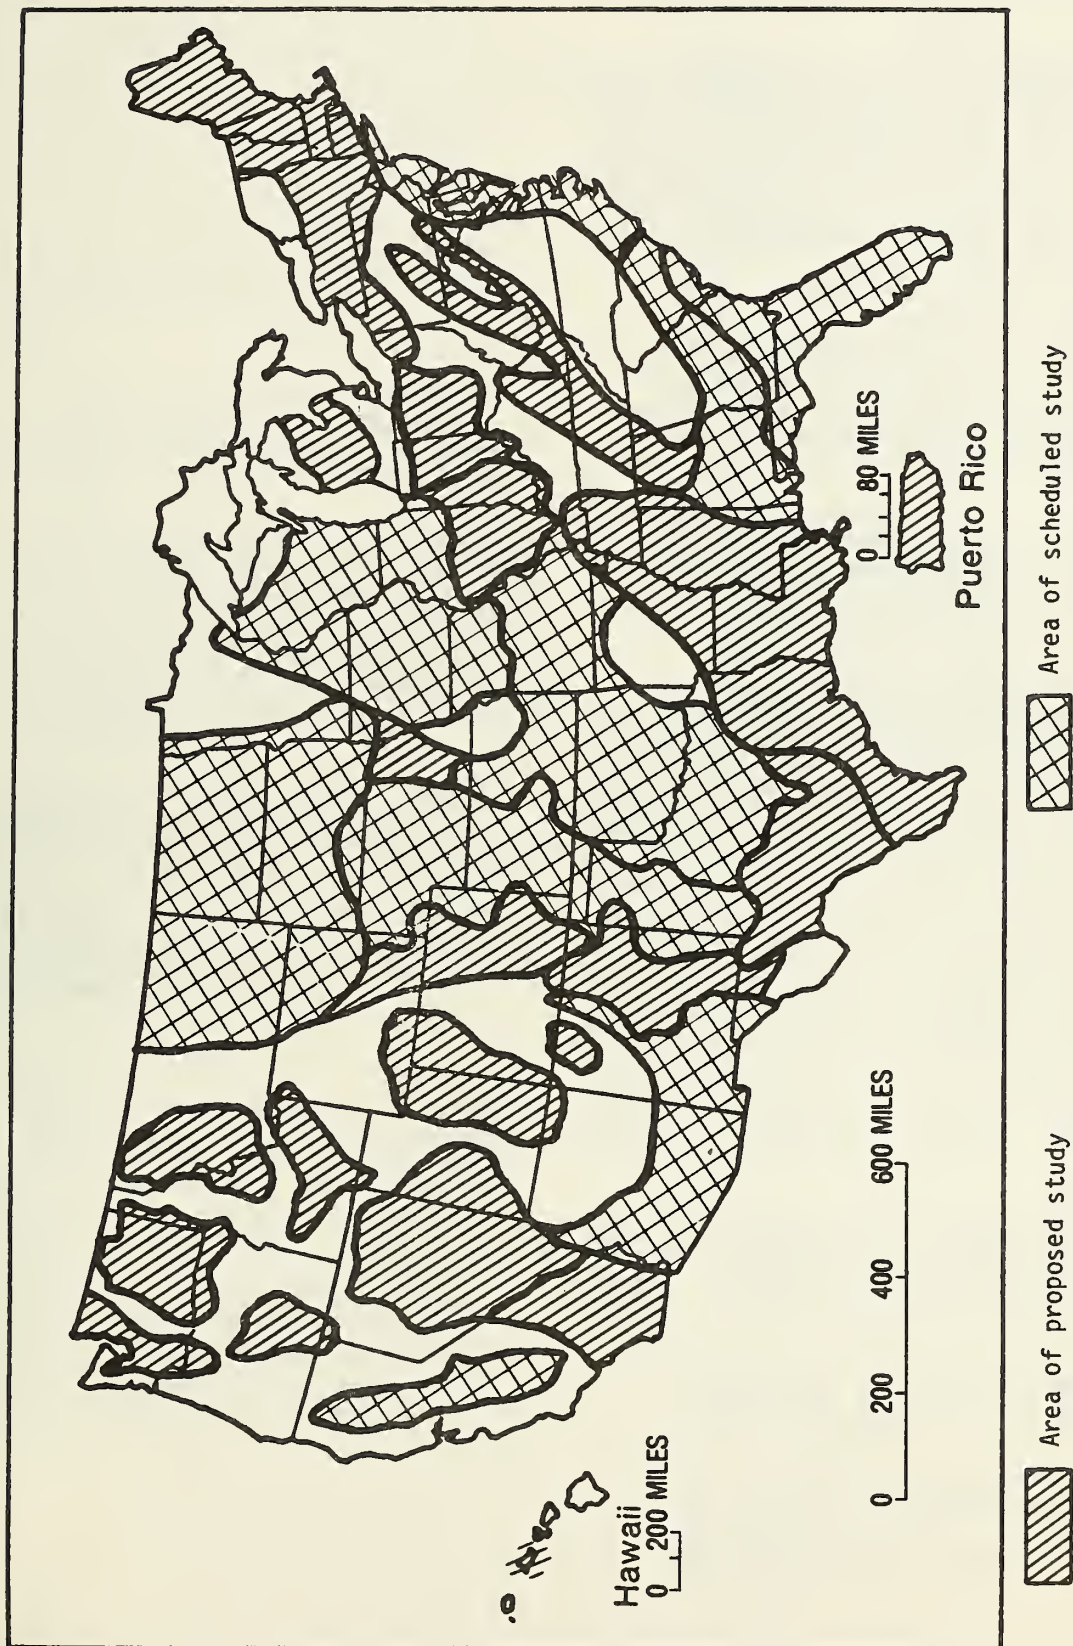 Hawaii
0 200 MILES
0 200 400 600 MILES
0 80 MILES
Puerto Rico
Area of proposed study
Area of scheduled study